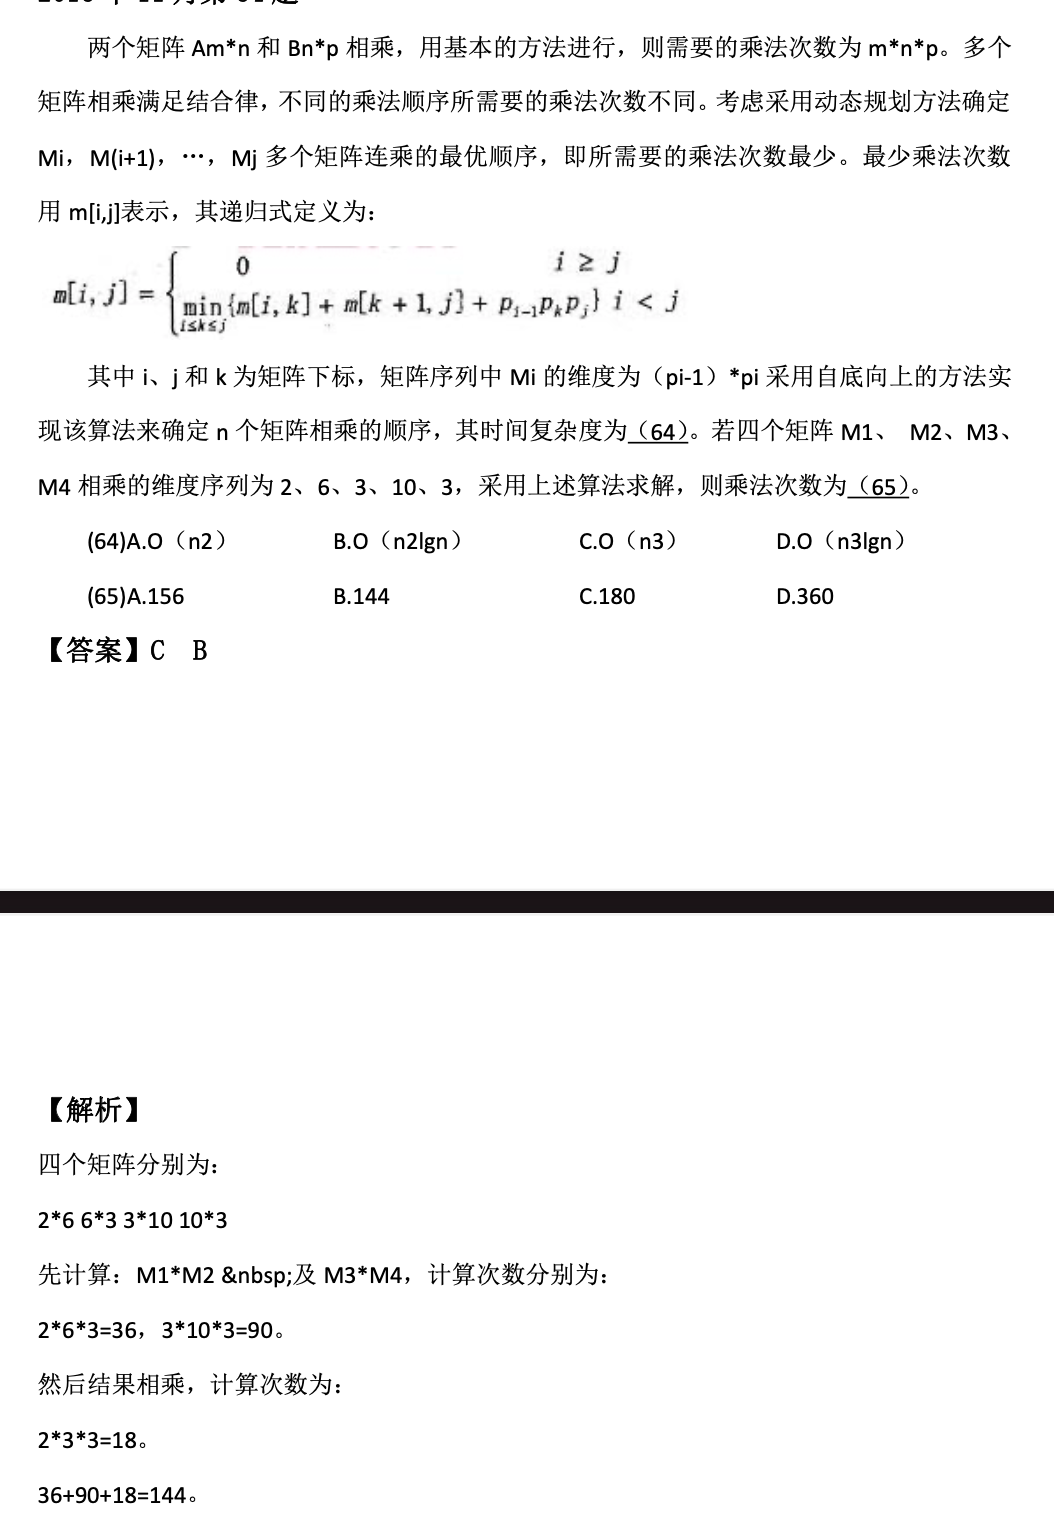 两个矩阵 Am*n 和 Bn*p 相乘，用基本的方法进行，则需要的乘法次数为 m*n*p。多个
矩阵相乘满足结合律，不同的乘法顺序所需要的乘法次数不同。考虑采用动态规划方法确定
Mi，M(i+1)，…，Mj 多个矩阵连乘的最优顺序，即所需要的乘法次数最少。最少乘法次数
用 m[i,j]表示，其递归式定义为：
0 i ≥ j
m[i, j] =
min{m[i, k] + m[k + 1, j] + Pi-1PkPj} i < j
i≤k≤j
其中 i、j 和 k 为矩阵下标，矩阵序列中 Mi 的维度为（pi-1）*pi 采用自底向上的方法实
现该算法来确定 n 个矩阵相乘的顺序，其时间复杂度为（64）。若四个矩阵 M1、 M2、M3、
M4 相乘的维度序列为 2、6、3、10、3，采用上述算法求解，则乘法次数为（65）。
(64)A.O（n2） B.O（n2lgn） C.O（n3） D.O（n3lgn）
(65)A.156 B.144 C.180 D.360
【答案】C B
【解析】
四个矩阵分别为：
2*6 6*3 3*10 10*3
先计算：M1*M2 &nbsp;及 M3*M4，计算次数分别为：
2*6*3=36，3*10*3=90。
然后结果相乘，计算次数为：
2*3*3=18。
36+90+18=144。